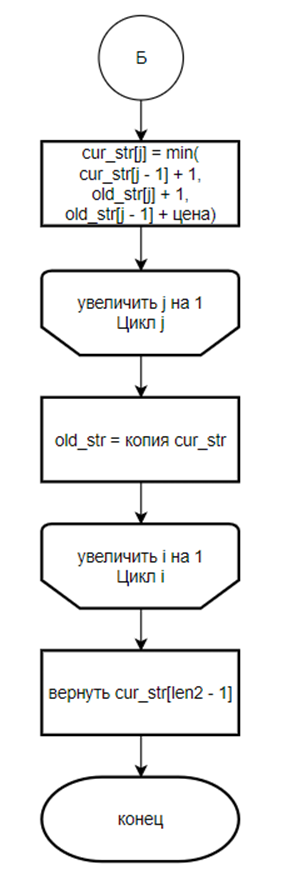 Б
cur_str[j] = min(
cur_str[j - 1] + 1,
old_str[j] + 1,
old_str[j - 1] + цена)
увеличить j на 1
Цикл j
old_str = копия cur_str
увеличить i на 1
Цикл i
вернуть cur_str[len2 - 1]
конец